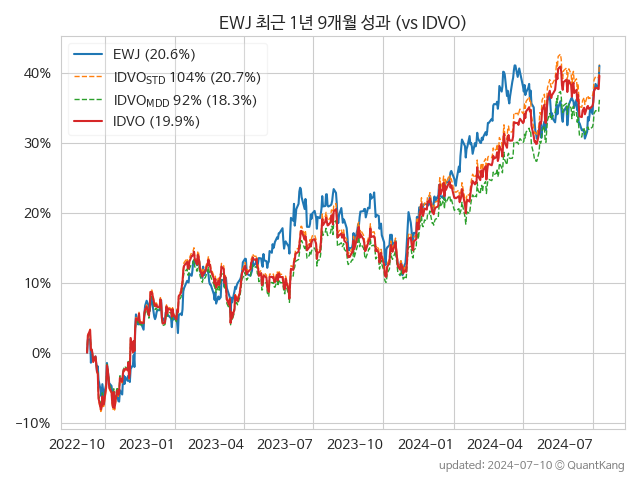 EWJ 최근 1년 9개월 성과 (vs IDVO)
EWJ (20.6%)
IDVO_STD 104% (20.7%)
IDVO_MDD 92% (18.3%)
IDVO (19.9%)
40%
30%
20%
10%
0%
−10%
2022-10 2023-01 2023-04 2023-07 2023-10 2024-01 2024-04 2024-07
updated: 2024-07-10 © QuantKang